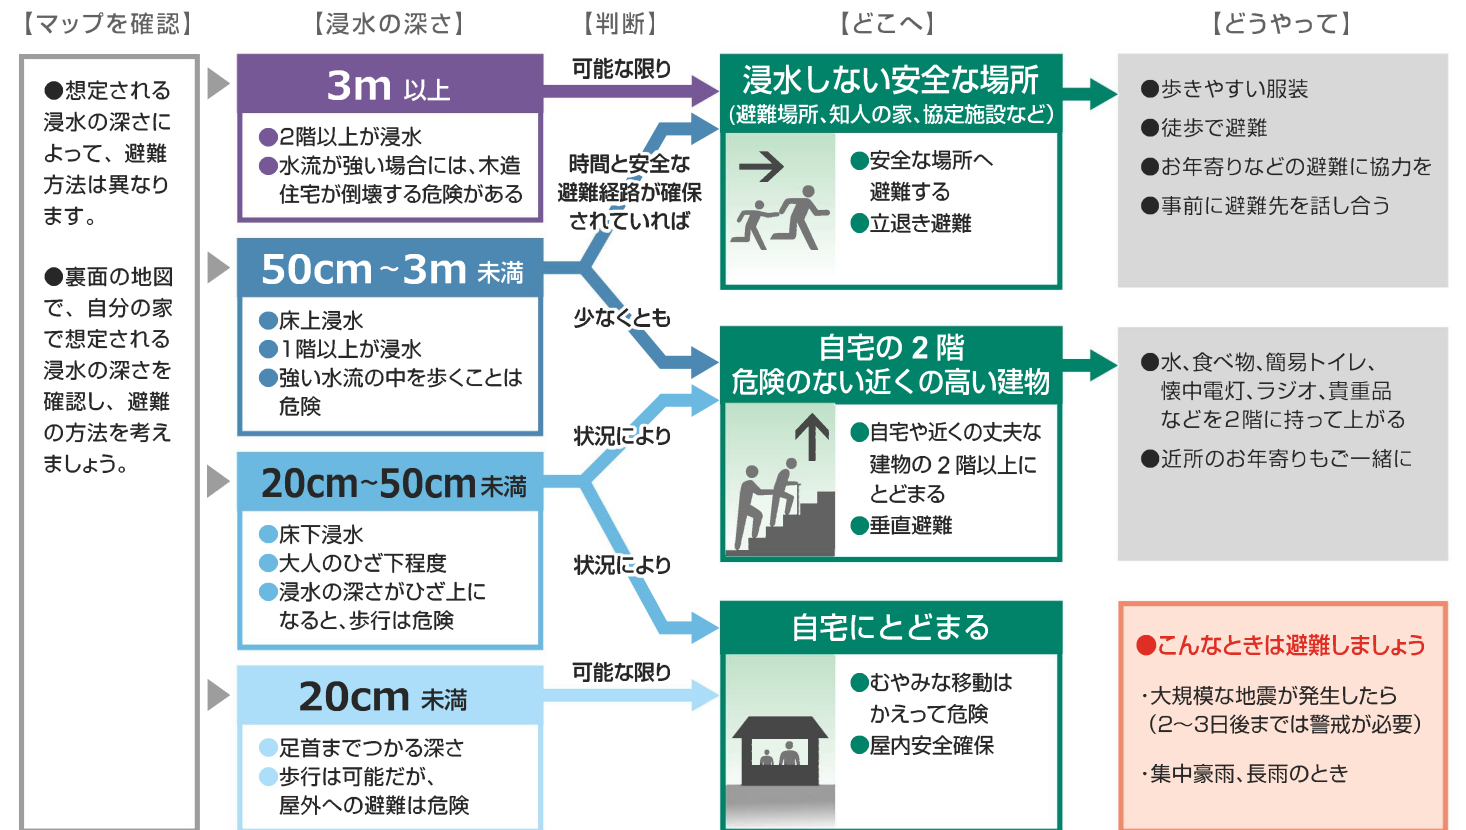 【マップを確認】
【浸水の深さ】
【判断】
【どこへ】
【どうやって】
●想定される
浸水の深さに
よって、避難
方法は異なり
ます。
●裏面の地図
で、自分の家
で想定される
浸水の深さを
確認し、避難
の方法を考え
ましょう。
3m 以上
●2階以上が浸水
●水流が強い場合には、木造
住宅が倒壊する危険がある
50cm~3m 未満
●床上浸水
●1階以上が浸水
●強い水流の中を歩くことは
危険
20cm~50cm未満
●床下浸水
●大人のひざ下程度
●浸水の深さがひざ上に
なると、歩行は危険
20cm 未満
●足首までつかる深さ
●歩行は可能だが、
屋外への避難は危険
可能な限り
時間と安全な
避難経路が確保
されていれば
少なくとも
状況により
状況により
可能な限り
浸水しない安全な場所
(避難場所、知人の家、協定施設など)
●安全な場所へ
避難する
●立退き避難
自宅の2階
危険のない近くの高い建物
●自宅や近くの丈夫な
建物の2階以上に
とどまる
●垂直避難
自宅にとどまる
●むやみな移動は
かえって危険
●屋内安全確保
●歩きやすい服装
●徒歩で避難
●お年寄りなどの避難に協力を
●事前に避難先を話し合う
●水、食べ物、簡易トイレ、
懐中電灯、ラジオ、貴重品
などを2階に持って上がる
●近所のお年寄りもご一緒に
●こんなときは避難しましょう
・大規模な地震が発生したら
(2〜3日後までは警戒が必要)
・集中豪雨、長雨のとき